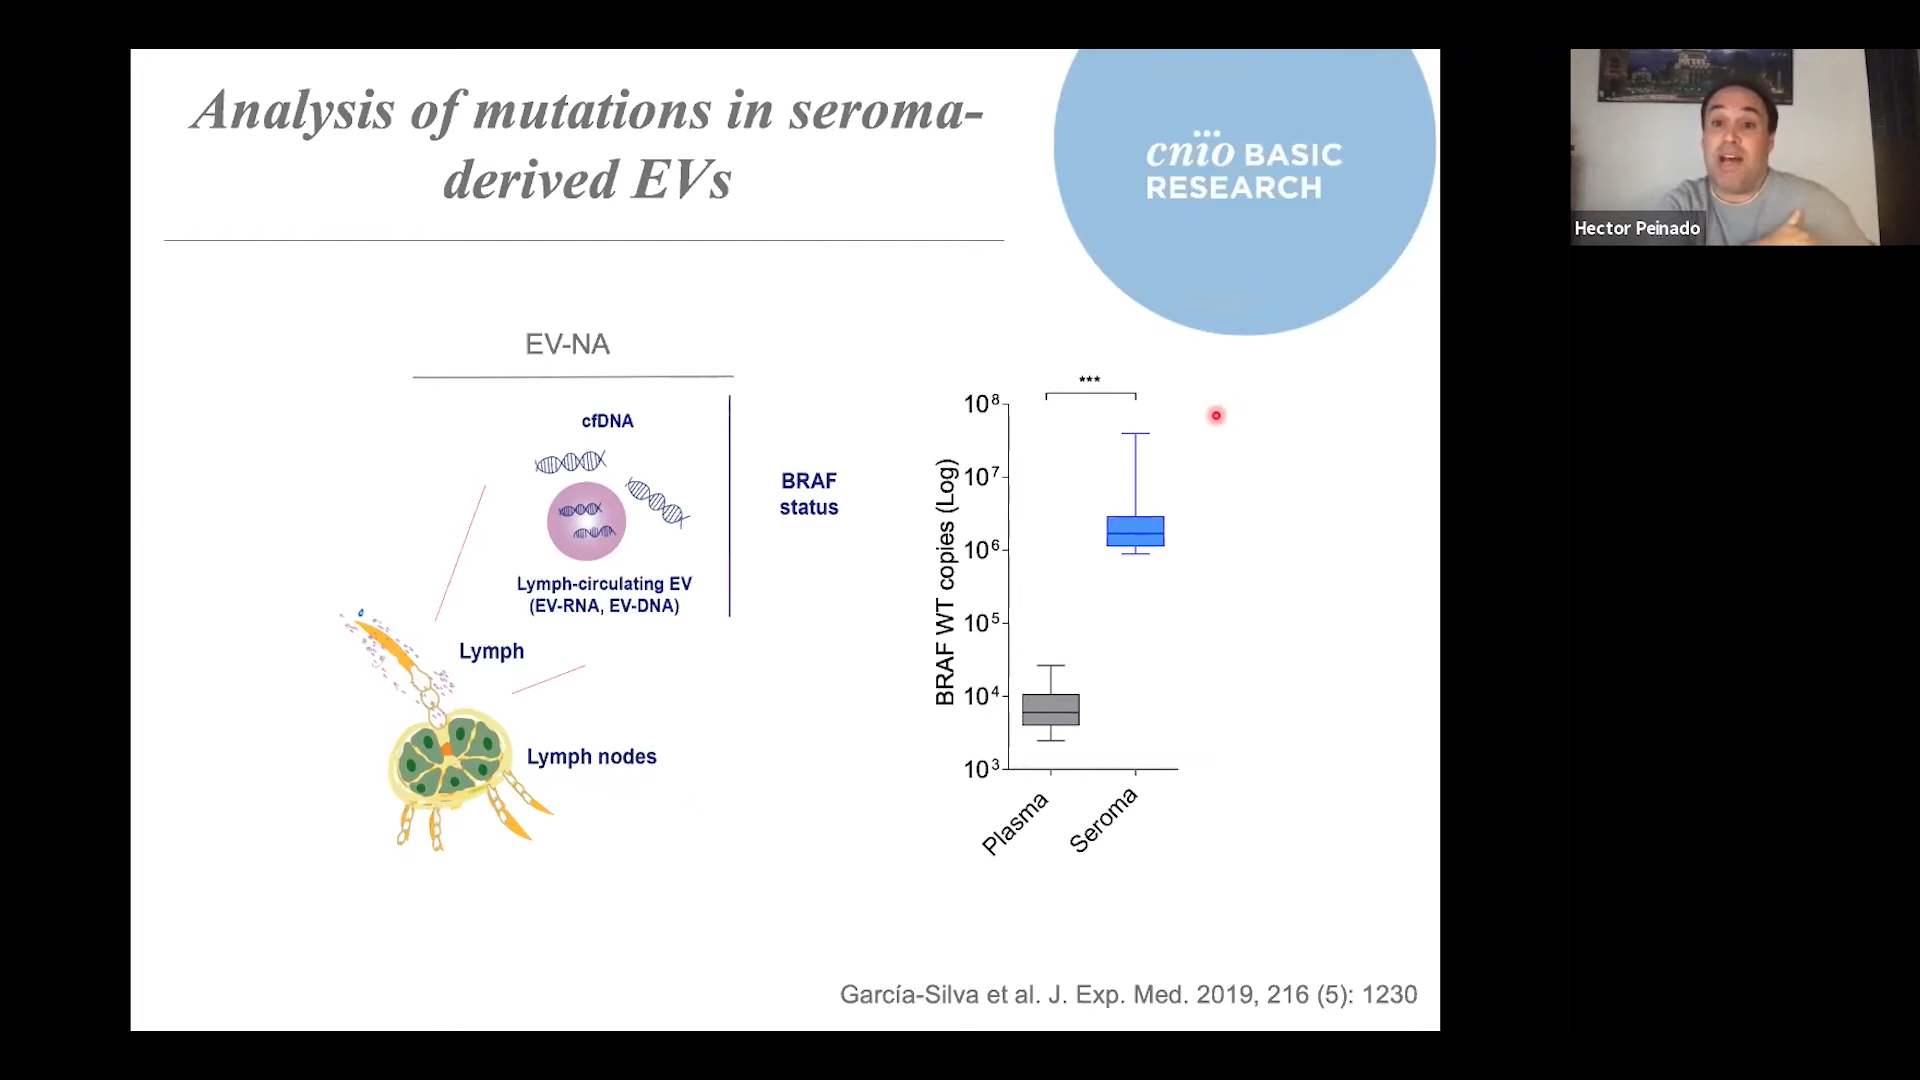 Analysis of mutations in seroma-
derived EVs
cnio BASIC
RESEARCH
Hector Peinado
EV-NA
cfDNA
BRAF
status
Lymph-circulating EV
(EV-RNA, EV-DNA)
Lymph
Lymph nodes
***
BRAF WT copies (Log)
10⁸
10⁷
10⁶
10⁵
10⁴
10³
Plasma
Seroma
García-Silva et al. J. Exp. Med. 2019, 216 (5): 1230